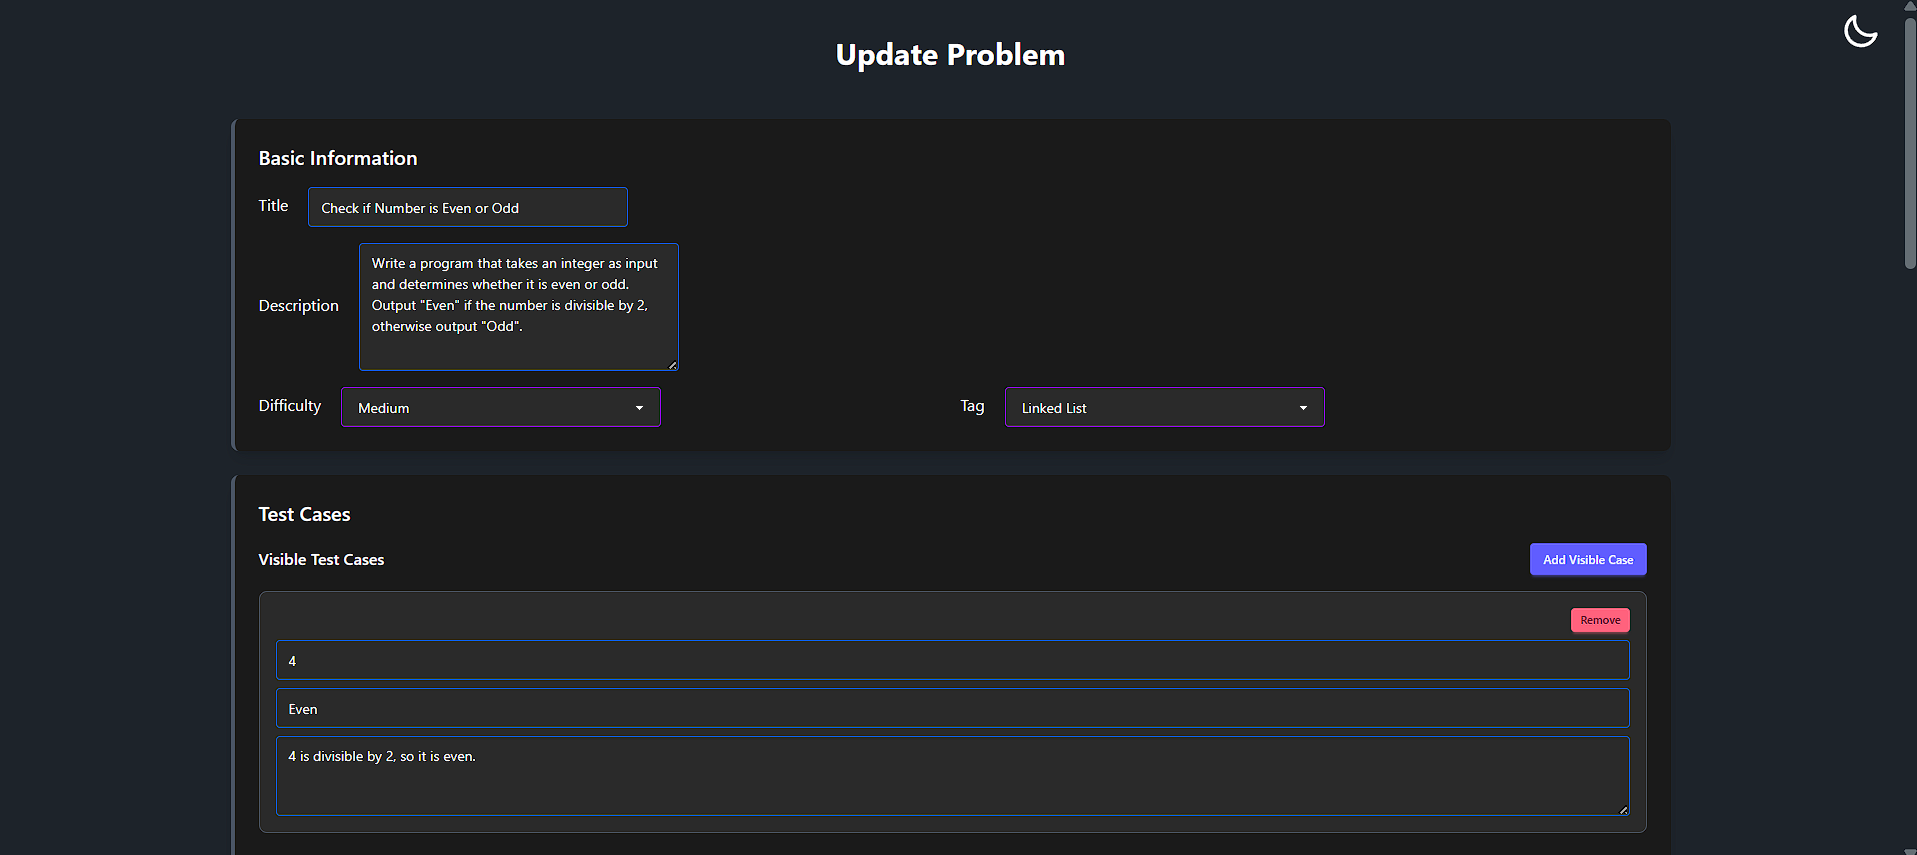 Update Problem
Basic Information
Title
Check if Number is Even or Odd
Description
Write a program that takes an integer as input
and determines whether it is even or odd.
Output "Even" if the number is divisible by 2,
otherwise output "Odd".
Difficulty
Medium
Tag
Linked List
Test Cases
Visible Test Cases
Add Visible Case
Remove
4
Even
4 is divisible by 2, so it is even.